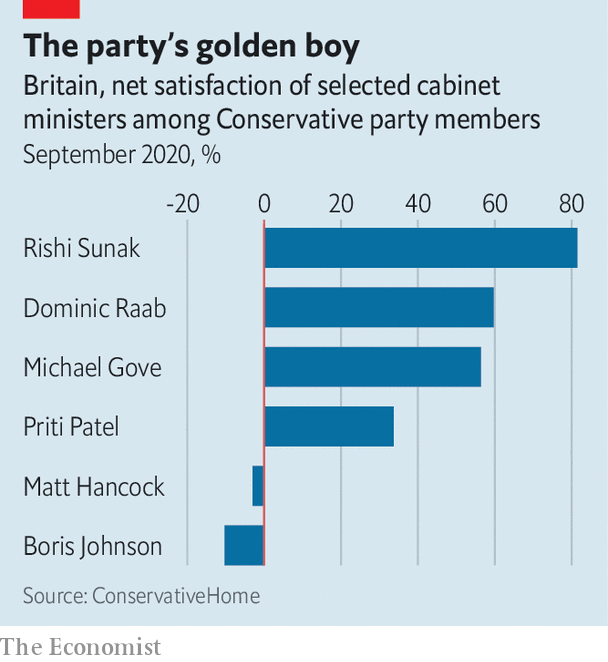 The party’s golden boy
Britain, net satisfaction of selected cabinet
ministers among Conservative party members
September 2020, %
-20 0 20 40 60 80
Rishi Sunak
Dominic Raab
Michael Gove
Priti Patel
Matt Hancock
Boris Johnson
Source: ConservativeHome
The Economist